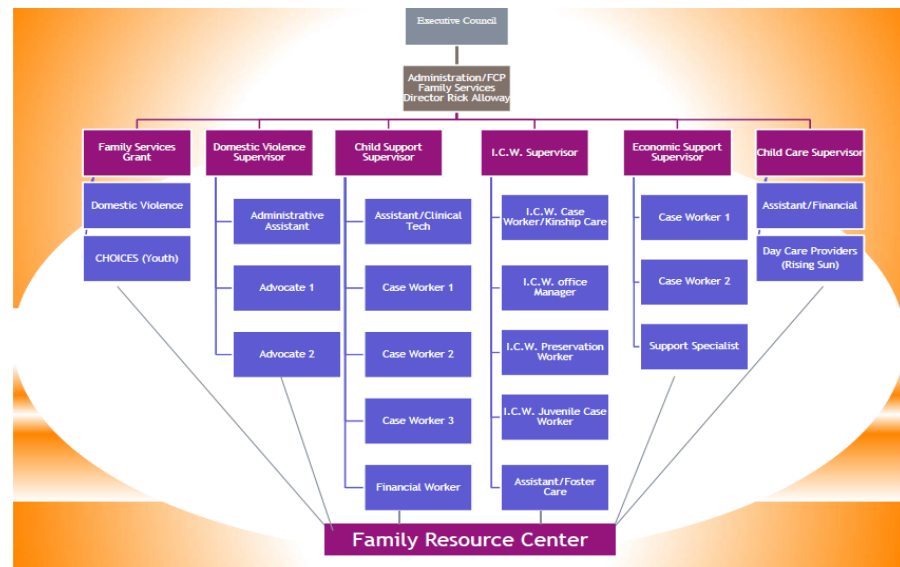 Executive Council
Administration/FCP
Family Services
Director Rick Alloway
Family Services
Grant
Domestic Violence
Supervisor
Child Support
Supervisor
I.C.W. Supervisor
Economic Support
Supervisor
Child Care Supervisor
Domestic Violence
CHOICES (Youth)
Administrative
Assistant
Advocate 1
Advocate 2
Assistant/Clinical
Tech
Case Worker 1
Case Worker 2
Case Worker 3
Financial Worker
I.C.W. Case
Worker/Kinship Care
I.C.W. office
Manager
I.C.W. Preservation
Worker
I.C.W. Juvenile Case
Worker
Assistant/Foster
Care
Case Worker 1
Case Worker 2
Support Specialist
Assistant/Financial
Day Care Providers
(Rising Sun)
Family Resource Center